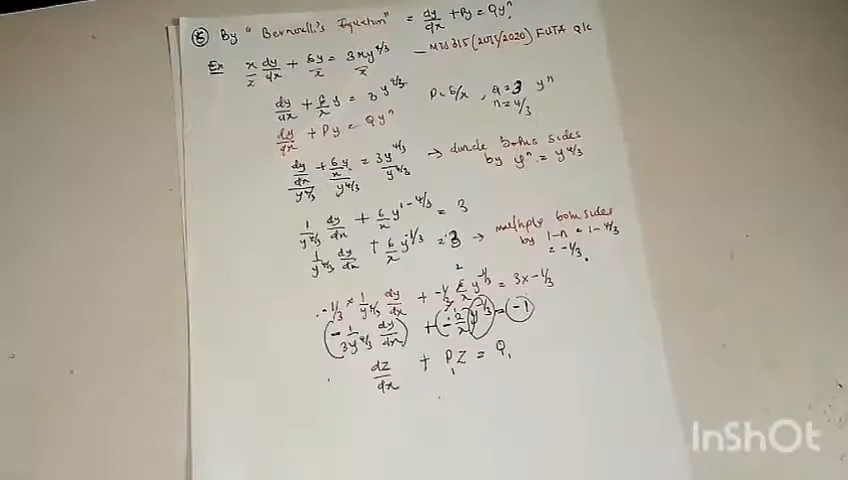 ⑧ By "Bernoulli's Equation" = dy/dx + Py = Qyⁿ.
Ex x/x dy/dx + 6y/x = 3xy^4/3/x — MTS 315 (2019/2020) FUTA Q1c
dy/dx + 6/x y = 3y^4/3 P = 6/x, Q = 3 yⁿ
n = 4/3
dy/dx + Py = Qyⁿ
dy/dx/y^4/3 + 6y/x/y^4/3 = 3y^4/3/y^4/3 → divide both sides
by yⁿ = y^4/3
1/y^4/3 dy/dx + 6/x y^1-4/3 = 3
1/y^4/3 dy/dx + 6/x y^-1/3 = 3 → multiply both sides
by 1-n = 1-4/3
= -1/3.
-1/3 x 1/y^4/3 dy/dx + -1/3 6/x y^-1/3 = 3x-1/3
(-1/3y^4/3 dy/dx) + (-2/x) y^-1/3 = (-1)
dz/dx + P₁Z = Q₁
InShOt